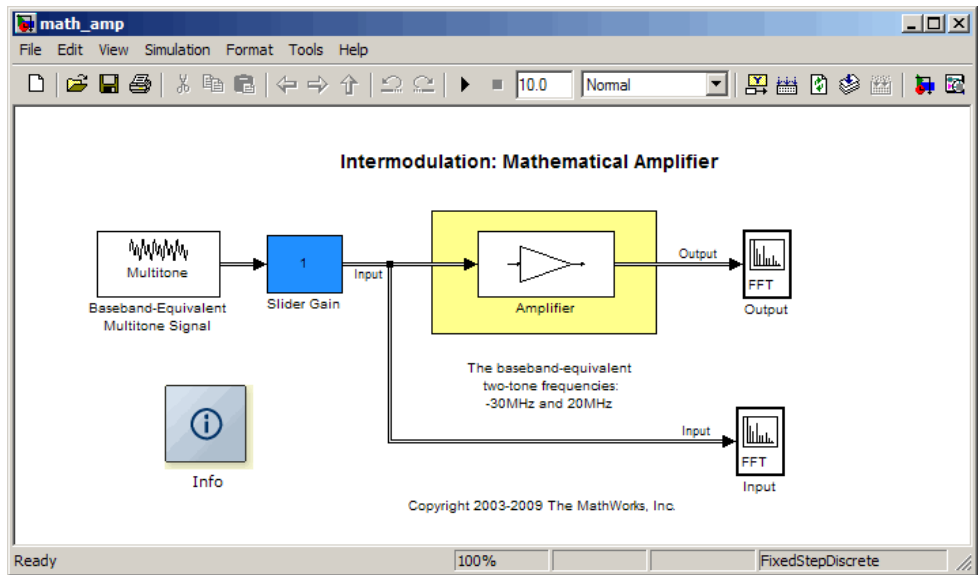 math_amp
File Edit View Simulation Format Tools Help
10.0 Normal
Intermodulation: Mathematical Amplifier
Multitone
Baseband-Equivalent
Multitone Signal
1
Slider Gain
Input
Amplifier
Output
FFT
Output
The baseband-equivalent
two-tone frequencies:
-30MHz and 20MHz
Input
FFT
Input
Info
Copyright 2003-2009 The MathWorks, Inc.
Ready 100% FixedStepDiscrete